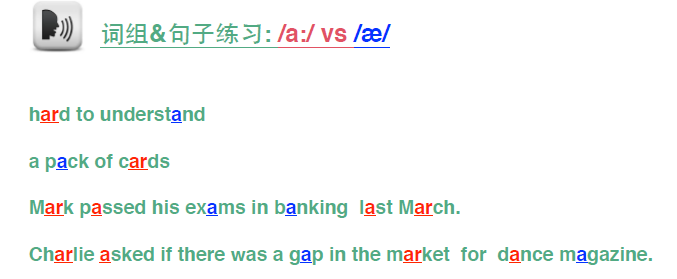 词组&句子练习: /a:/ vs /æ/
hard to understand
a pack of cards
Mark passed his exams in banking last March.
Charlie asked if there was a gap in the market for dance magazine.